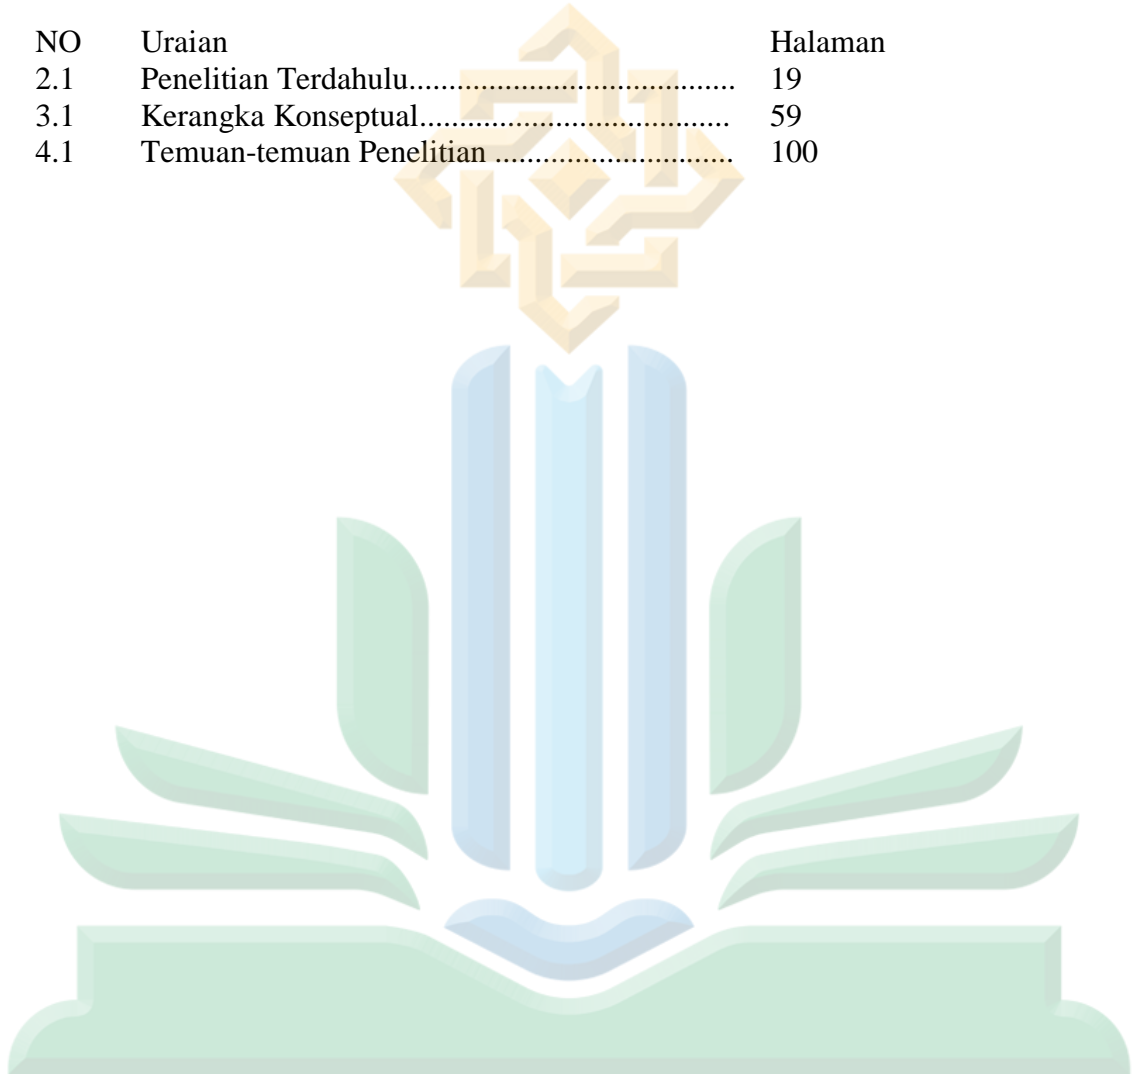 NO Uraian Halaman
2.1 Penelitian Terdahulu......................................... 19
3.1 Kerangka Konseptual....................................... 59
4.1 Temuan-temuan Penelitian .............................. 100